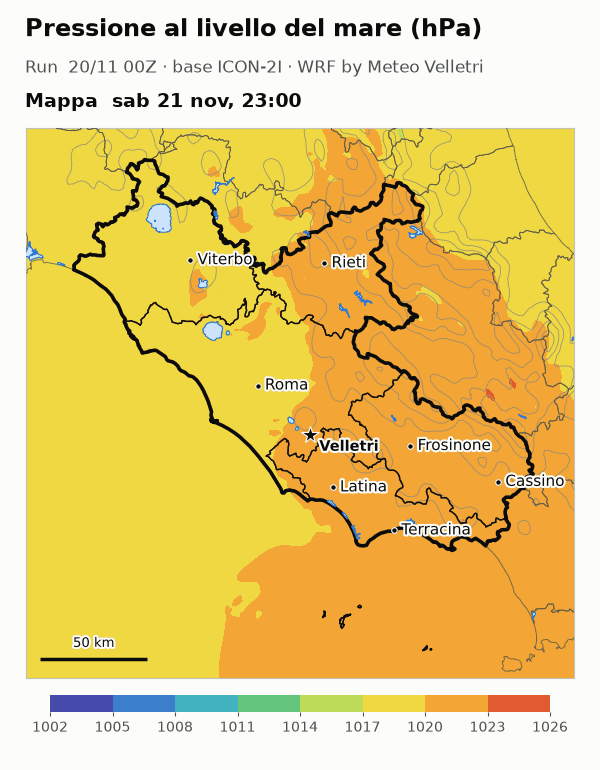 Pressione al livello del mare (hPa)
Run  20/11 00Z · base ICON-2I · WRF by Meteo Velletri
Mappa  sab 21 nov, 23:00
Viterbo
Rieti
Roma
Velletri
Frosinone
Cassino
Latina
Terracina
50 km
1002 1005 1008 1011 1014 1017 1020 1023 1026